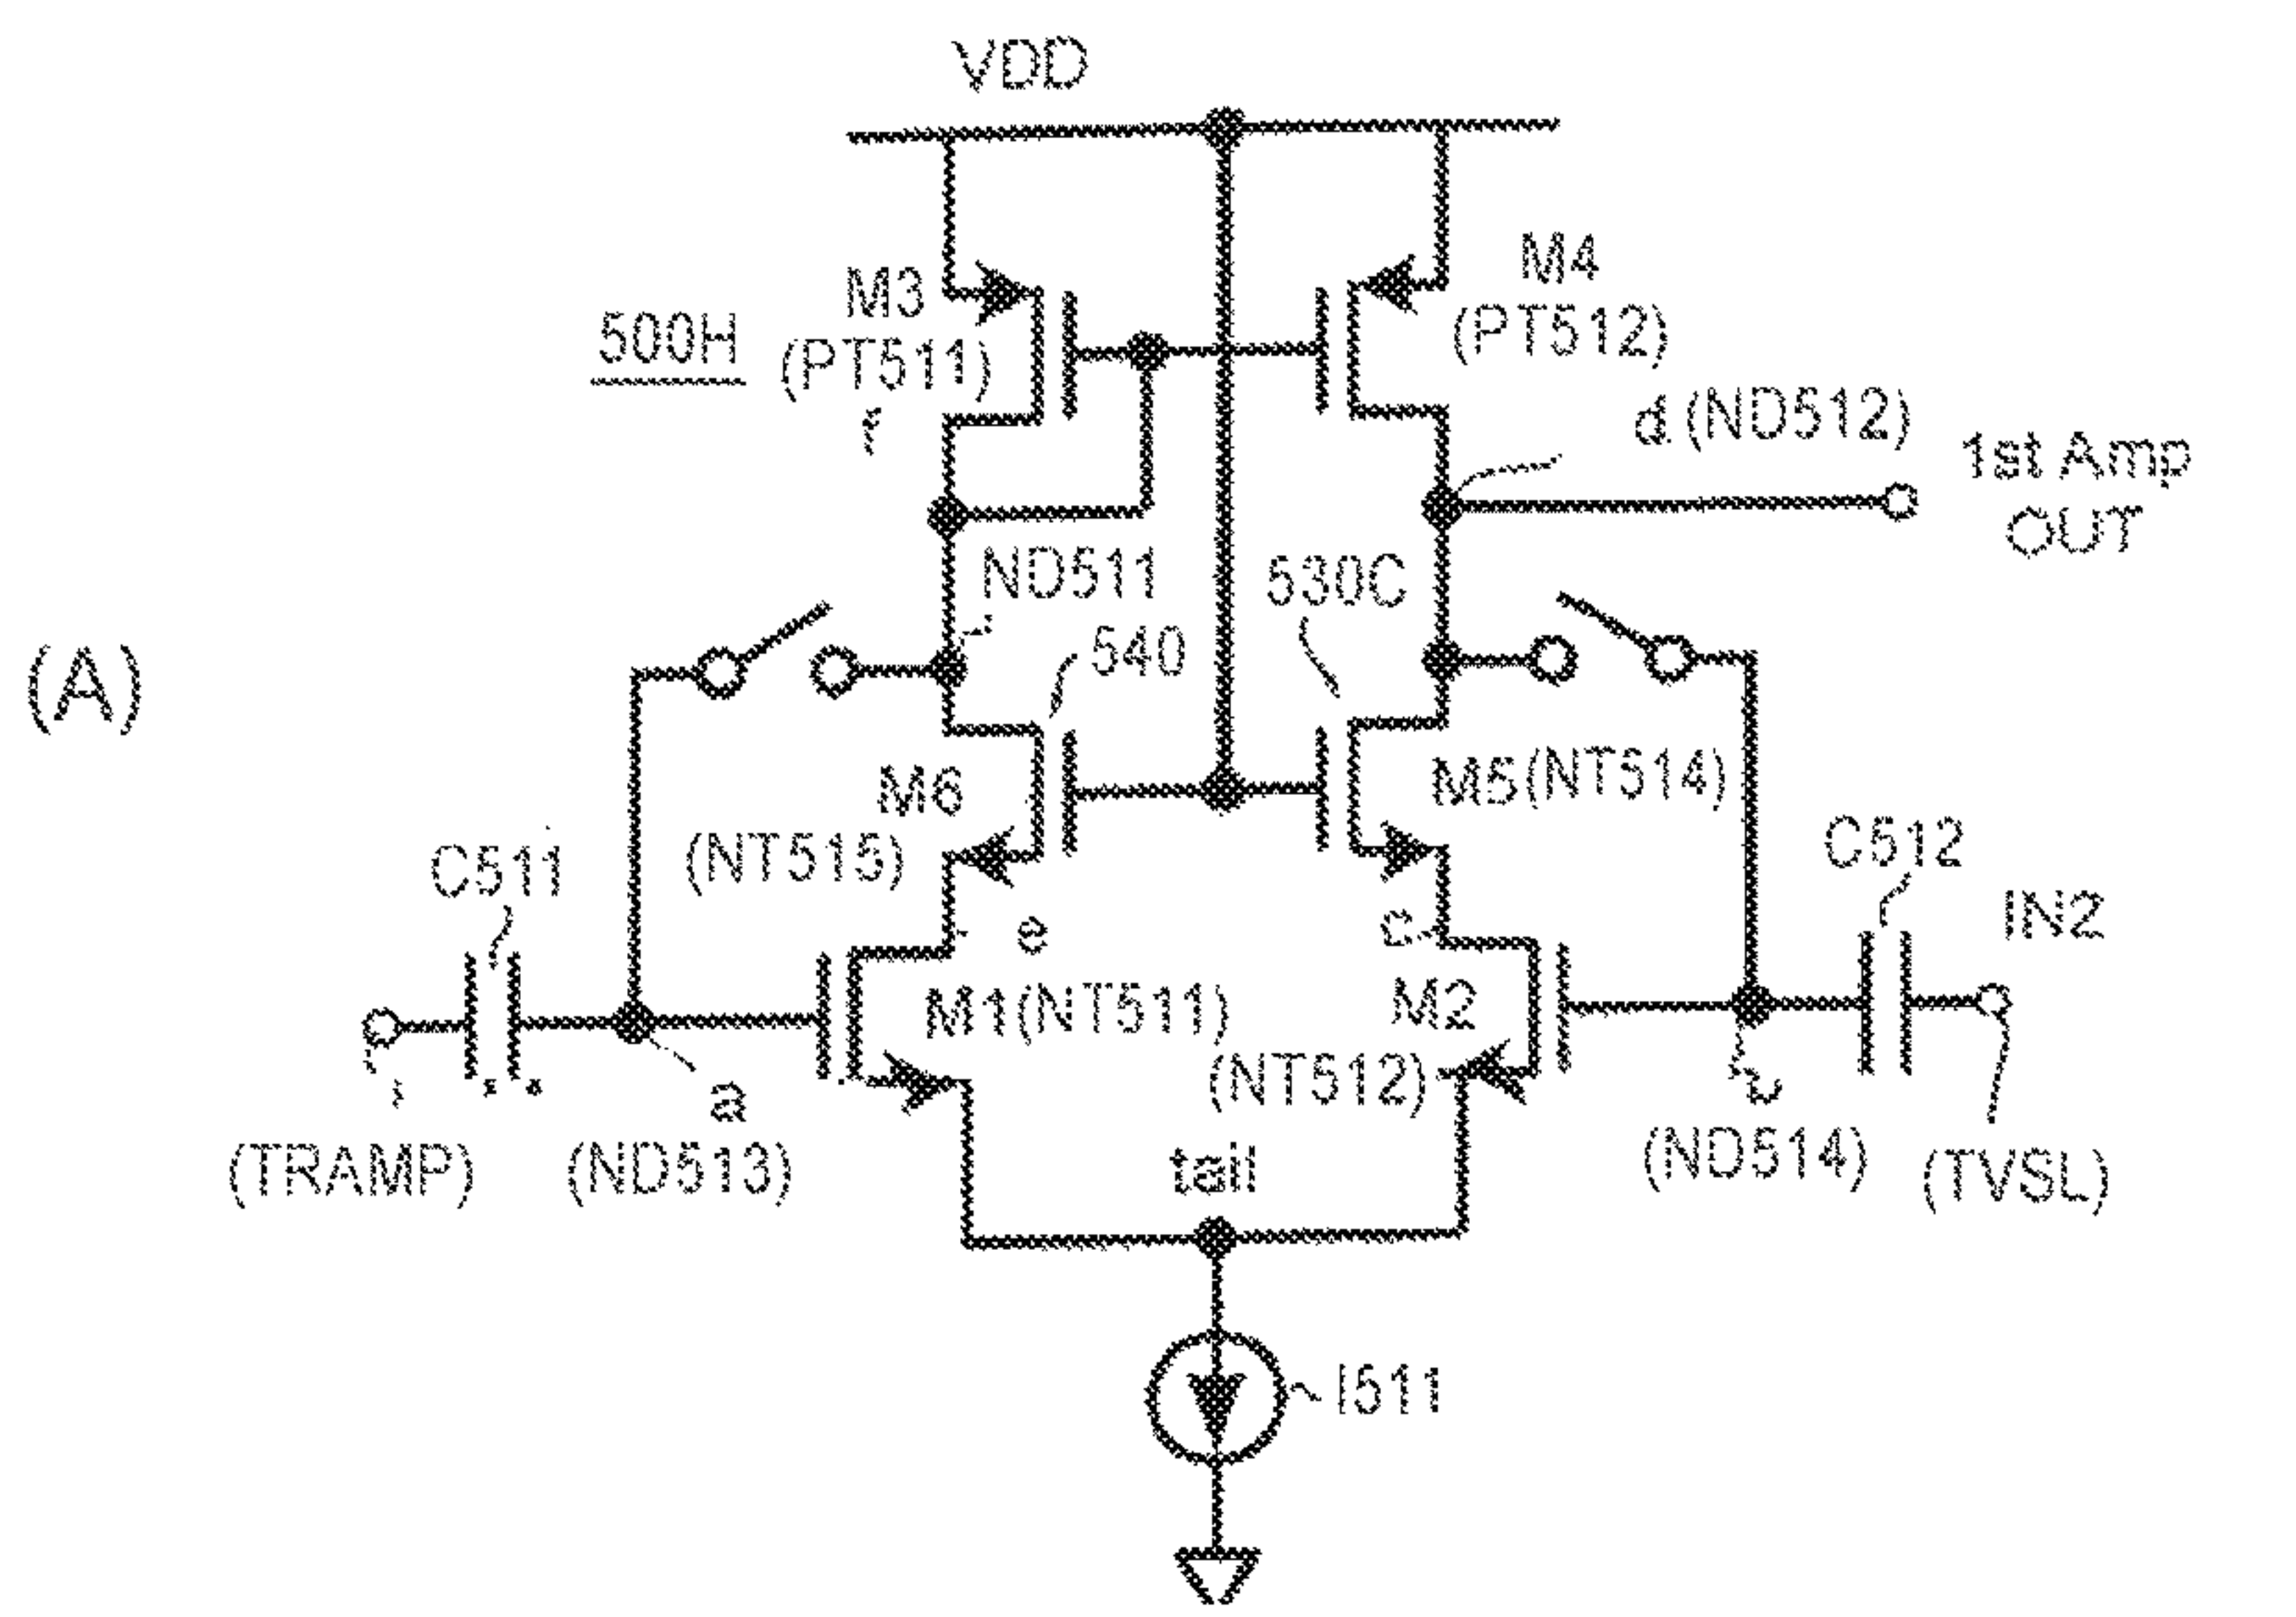 VDD
M3
(PT511)
f
500H
M4
(PT512)
d (ND512)
1st Amp
OUT
ND511
540
530C
(A)
M6
(NT515)
M5(NT514)
C511
C512
IN2
e
c
M1(NT511)
M2
(NT512)
a
(ND513)
(TRAMP)
tail
(ND514)
(TVSL)
I511